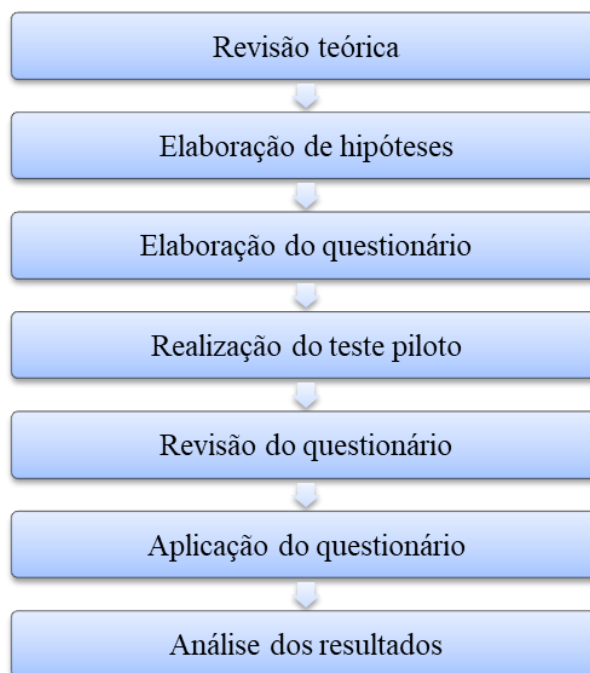 Revisão teórica
Elaboração de hipóteses
Elaboração do questionário
Realização do teste piloto
Revisão do questionário
Aplicação do questionário
Análise dos resultados